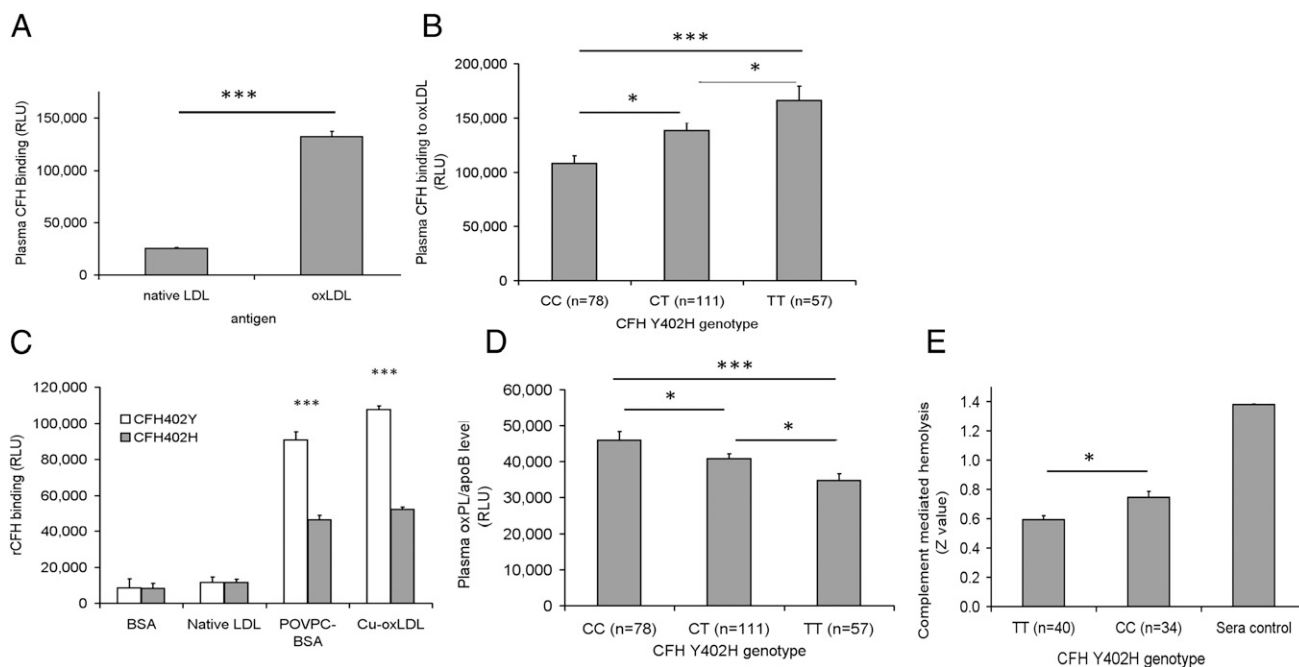 A
Plasma CFH Binding (RLU)
150,000
100,000
50,000
0
***
native LDL
oxLDL
antigen
B
Plasma CFH binding to oxLDL
(RLU)
200,000
150,000
100,000
50,000
0
***
*
*
CC (n=78)
CT (n=111)
TT (n=57)
CFH Y402H genotype
C
rCFH binding (RLU)
120,000
100,000
80,000
60,000
40,000
20,000
0
CFH402Y
CFH402H
***
***
BSA
Native LDL
POVPC-
BSA
Cu-oxLDL
D
Plasma oxPL/apoB level
(RLU)
60,000
50,000
40,000
30,000
20,000
10,000
0
***
*
*
CC (n=78)
CT (n=111)
TT (n=57)
CFH Y402H genotype
E
Complement mediated hemolysis
(Z value)
1.4
1.2
1.0
0.8
0.6
0.4
0.2
0.0
*
TT (n=40)
CC (n=34)
Sera control
CFH Y402H genotype